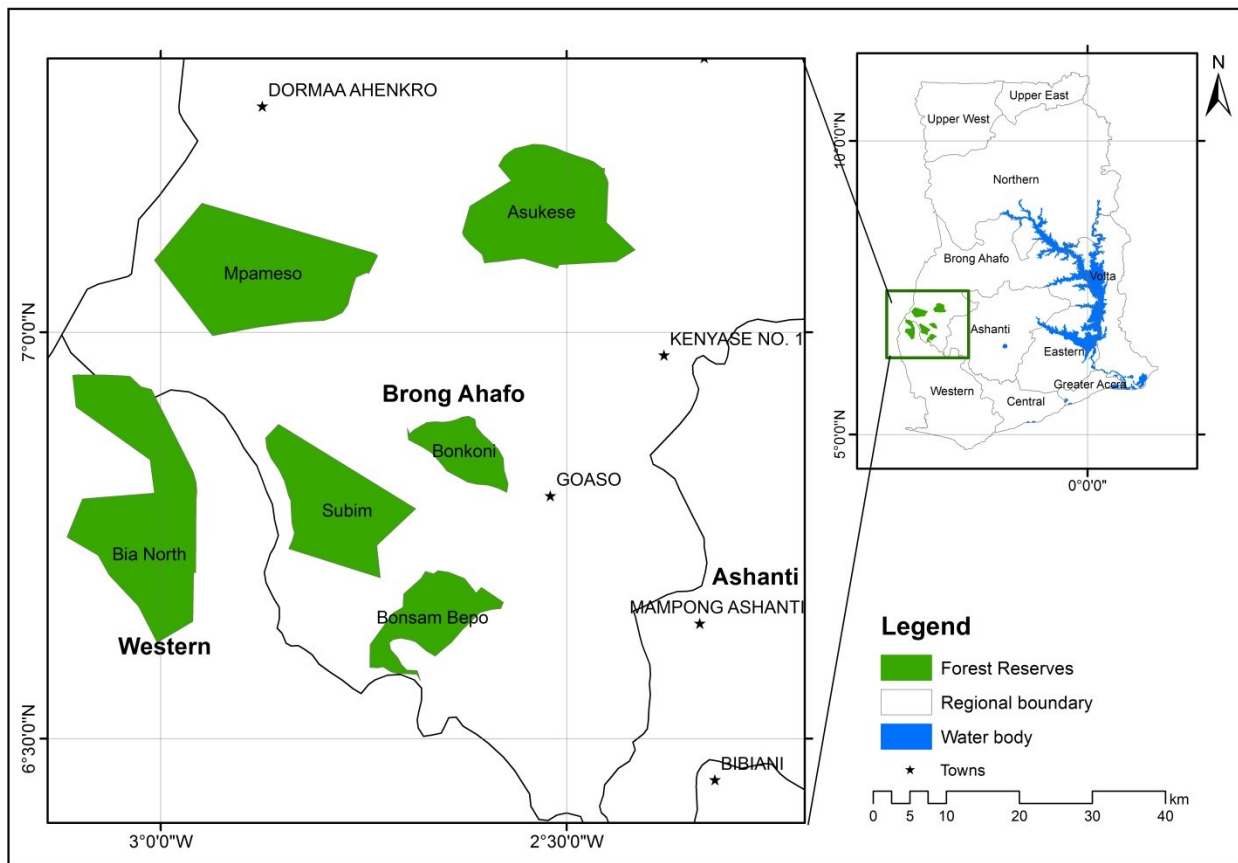 DORMAA AHENKRO
Asukese
Mpameso
KENYASE NO. 1
Brong Ahafo
Bonkoni
GOASO
Subim
Bia North
Ashanti
MAMPONG ASHANTI
Bonsam Bepo
Western
BIBIANI
7°0'0"N
6°30'0"N
3°0'0"W
2°30'0"W
N
Upper East
Upper West
Northern
Brong Ahafo
Volta
Ashanti
Eastern
Greater Accra
Western
Central
10°0'0"N
5°0'0"N
0°0'0"
Legend
Forest Reserves
Regional boundary
Water body
Towns
km
0 5 10 20 30 40